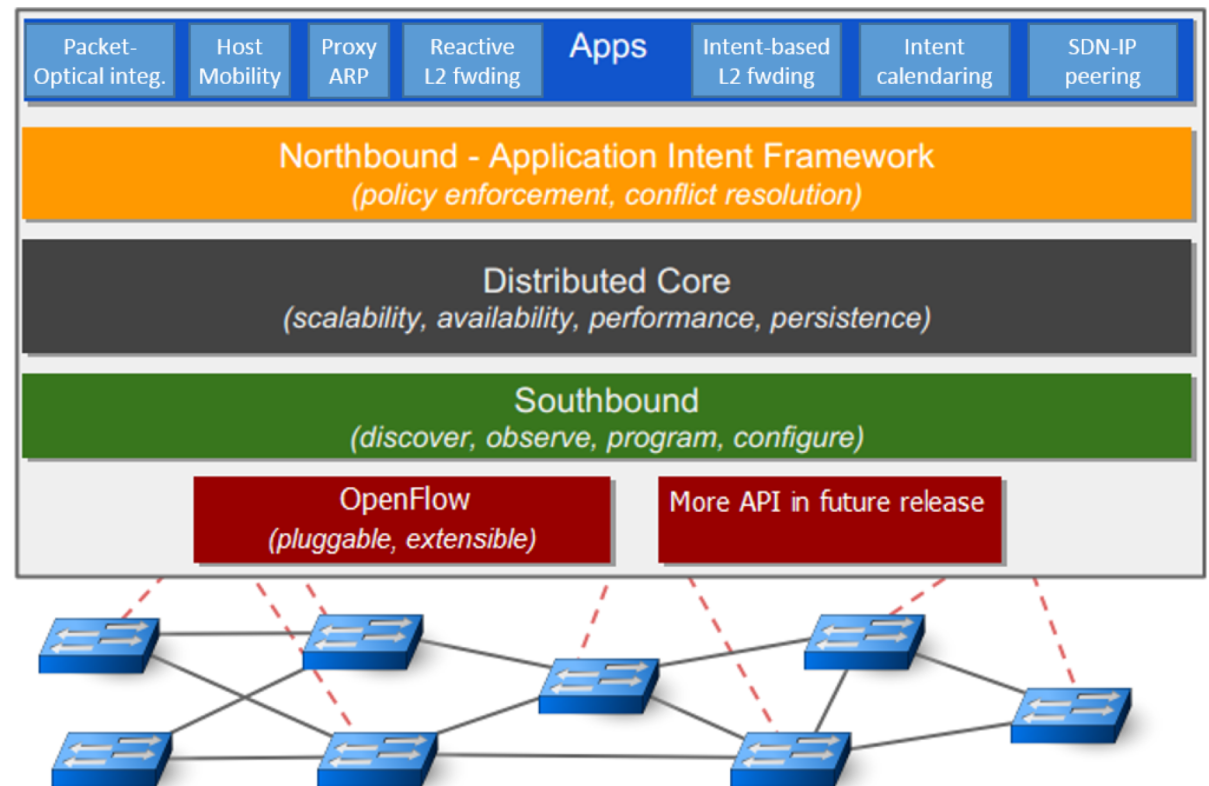 Packet-
Optical integ.
Host
Mobility
Proxy
ARP
Reactive
L2 fwding
Apps
Intent-based
L2 fwding
Intent
calendaring
SDN-IP
peering
Northbound - Application Intent Framework
(policy enforcement, conflict resolution)
Distributed Core
(scalability, availability, performance, persistence)
Southbound
(discover, observe, program, configure)
OpenFlow
(pluggable, extensible)
More API in future release